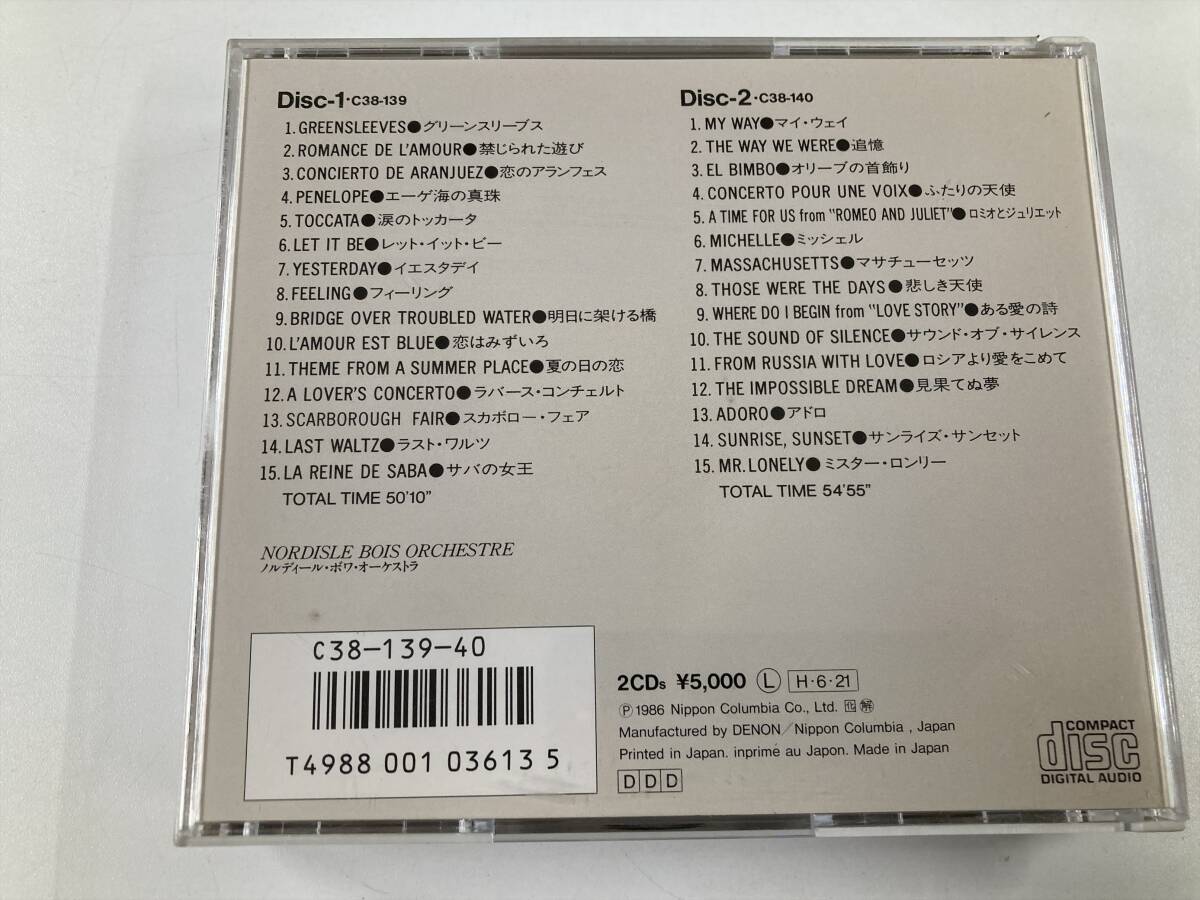 Disc-1・C38-139
1. GREENSLEEVES●グリーンスリーブス
2. ROMANCE DE L'AMOUR●禁じられた遊び
3. CONCIERTO DE ARANJUEZ●恋のアランフェス
4. PENELOPE●エーゲ海の真珠
5. TOCCATA●涙のトッカータ
6. LET IT BE●レット・イット・ビー
7. YESTERDAY●イエスタデイ
8. FEELING●フィーリング
9. BRIDGE OVER TROUBLED WATER●明日に架ける橋
10. L'AMOUR EST BLUE●恋はみずいろ
11. THEME FROM A SUMMER PLACE●夏の日の恋
12. A LOVER'S CONCERTO●ラバース・コンチェルト
13. SCARBOROUGH FAIR●スカボロー・フェア
14. LAST WALTZ●ラスト・ワルツ
15. LA REINE DE SABA●サバの女王
TOTAL TIME 50'10"
Disc-2・C38-140
1. MY WAY●マイ・ウェイ
2. THE WAY WE WERE●追憶
3. EL BIMBO●オリーブの首飾り
4. CONCERTO POUR UNE VOIX●ふたりの天使
5. A TIME FOR US from "ROMEO AND JULIET"●ロミオとジュリエット
6. MICHELLE●ミッシェル
7. MASSACHUSETTS●マサチューセッツ
8. THOSE WERE THE DAYS●悲しき天使
9. WHERE DO I BEGIN from "LOVE STORY"●ある愛の詩
10. THE SOUND OF SILENCE●サウンド・オブ・サイレンス
11. FROM RUSSIA WITH LOVE●ロシアより愛をこめて
12. THE IMPOSSIBLE DREAM●見果てぬ夢
13. ADORO●アドロ
14. SUNRISE, SUNSET●サンライズ・サンセット
15. MR. LONELY●ミスター・ロンリー
TOTAL TIME 54'55"
NORDISLE BOIS ORCHESTRE
ノルディール・ボワ・オーケストラ
C38-139-40
T4988 001 03613 5
2CDs ¥5,000 Ⓛ H・6・21
Ⓟ1986 Nippon Columbia Co., Ltd.
Manufactured by DENON/Nippon Columbia, Japan
Printed in Japan. inprimé au Japon. Made in Japan
DDD
COMPACT
disc
DIGITAL AUDIO